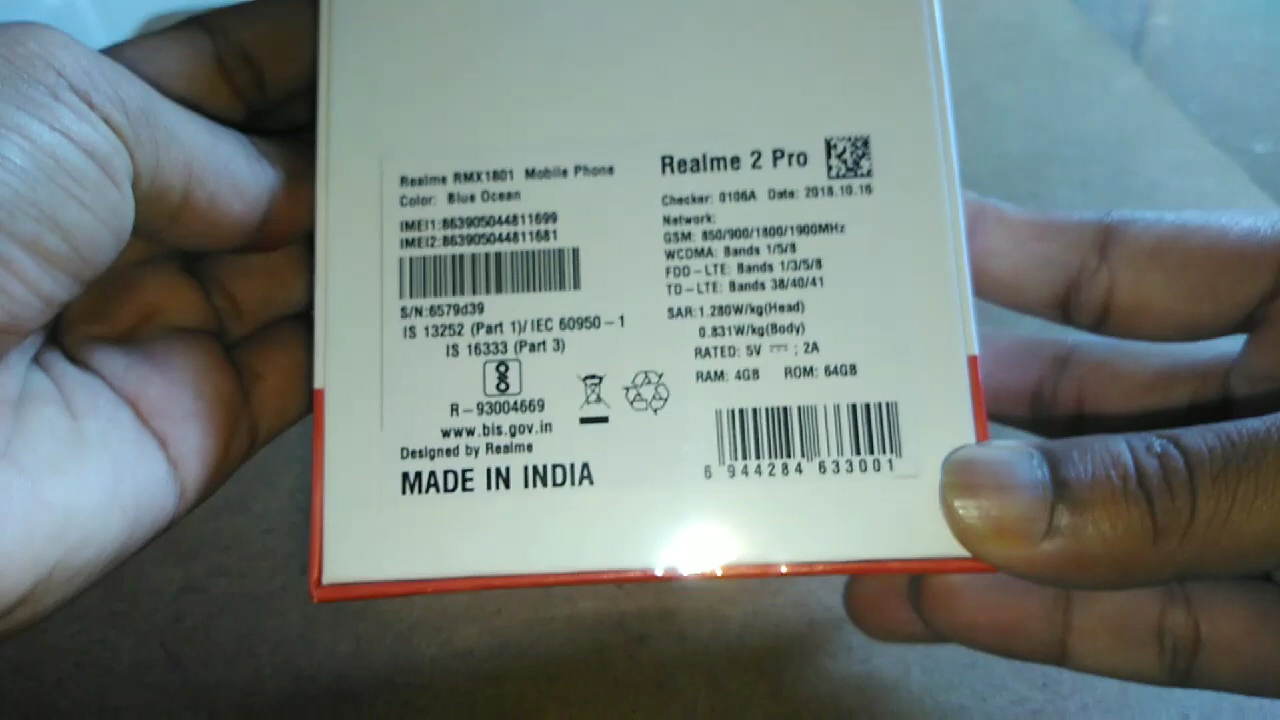 Realme RMX1801 Mobile Phone
Color: Blue Ocean
IMEI1:863905044811699
IMEI2:863905044811681
S/N:6579d39
IS 13252 (Part 1)/IEC 60950-1
IS 16333 (Part 3)
R-93004669
www.bis.gov.in
Designed by Realme
MADE IN INDIA
Realme 2 Pro
Checker: 0106A Date: 2018.10.16
Network:
GSM: 850/900/1800/1900MHz
WCDMA: Bands 1/5/8
FDD-LTE: Bands 1/3/5/8
TD-LTE: Bands 38/40/41
SAR:1.280W/kg(Head)
0.831W/kg(Body)
RATED: 5V ⎓ ; 2A
RAM: 4GB ROM: 64GB
6 944284 633001